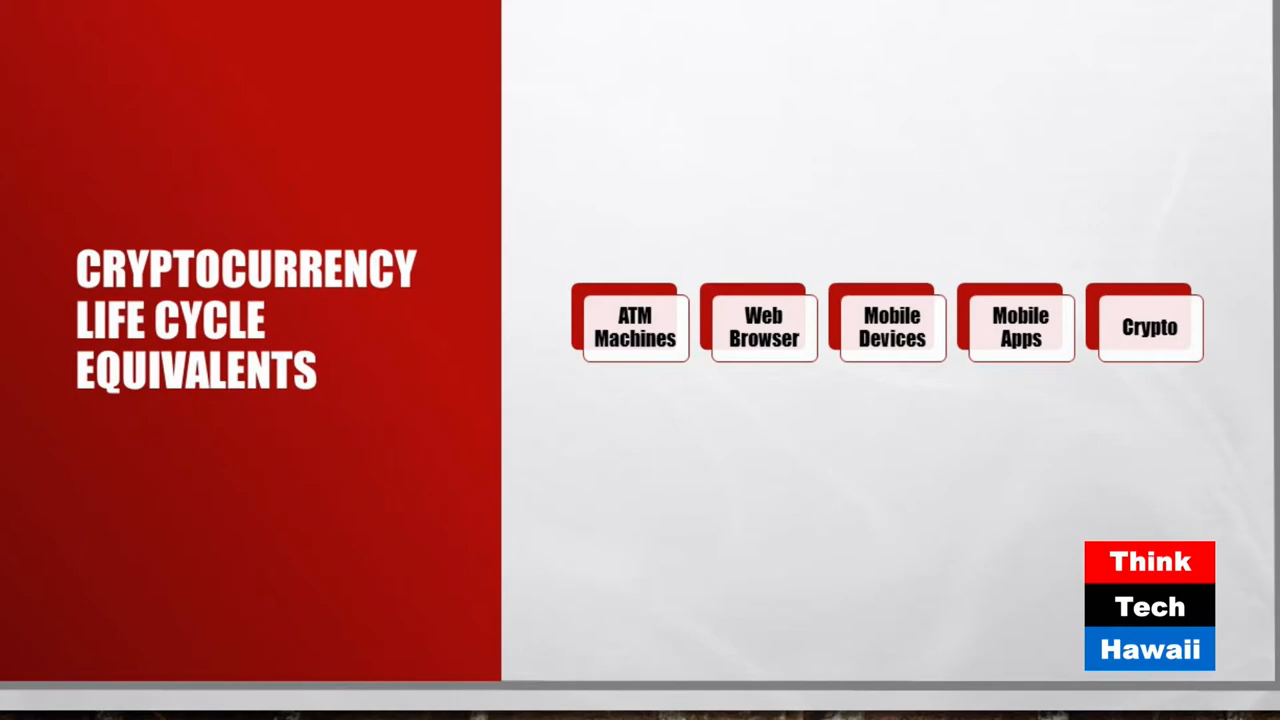 CRYPTOCURRENCY
LIFE CYCLE
EQUIVALENTS
ATM
Machines
Web
Browser
Mobile
Devices
Mobile
Apps
Crypto
Think
Tech
Hawaii